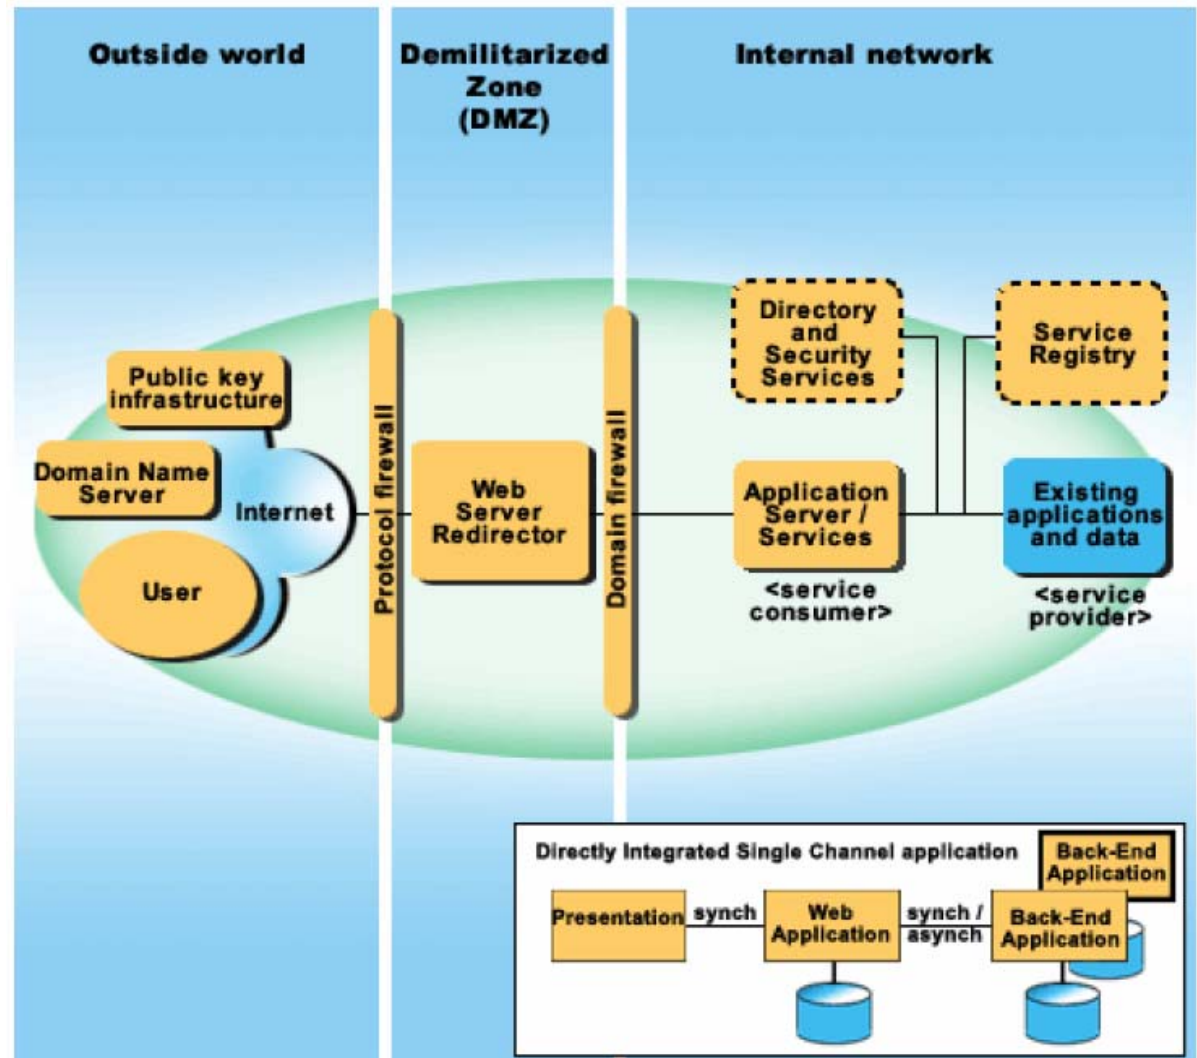 Outside world
Demilitarized
Zone
(DMZ)
Internal network
Public key
infrastructure
Domain Name
Server
Internet
User
Protocol firewall
Web
Server
Redirector
Domain firewall
Directory
and
Security
Services
Service
Registry
Application
Server /
Services
<service
consumer>
Existing
applications
and data
<service
provider>
Directly Integrated Single Channel application
Back-End
Application
Presentation
synch
Web
Application
synch /
asynch
Back-End
Application